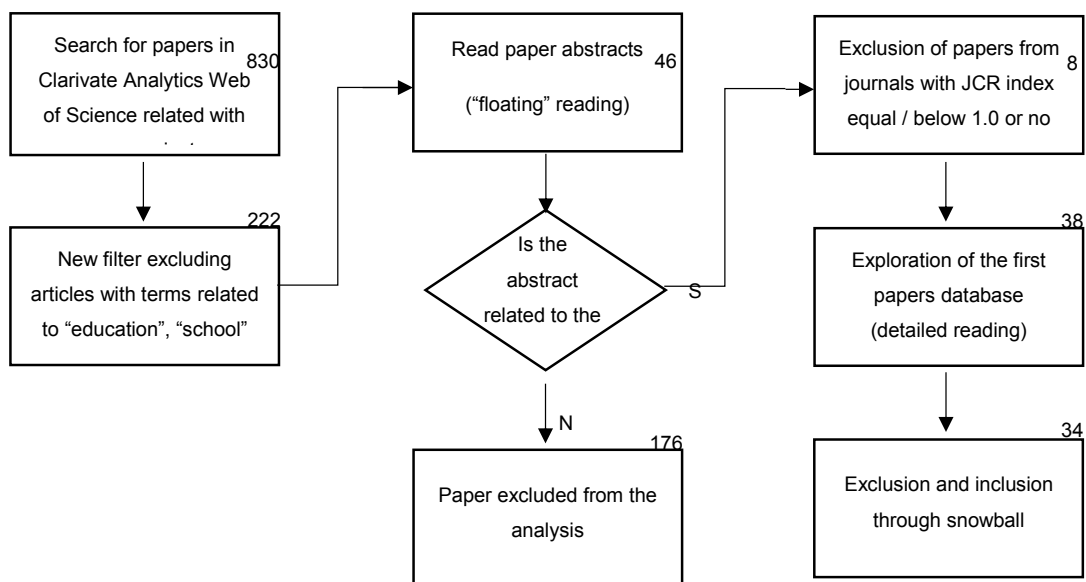 Search for papers in
830
Clarivate Analytics Web
of Science related with
222
New filter excluding
articles with terms related
to “education”, “school”
Read paper abstracts
46
(“floating” reading)
Is the
abstract
related to the
S
N
176
Paper excluded from the
analysis
Exclusion of papers from
8
journals with JCR index
equal / below 1.0 or no
38
Exploration of the first
papers database
(detailed reading)
34
Exclusion and inclusion
through snowball